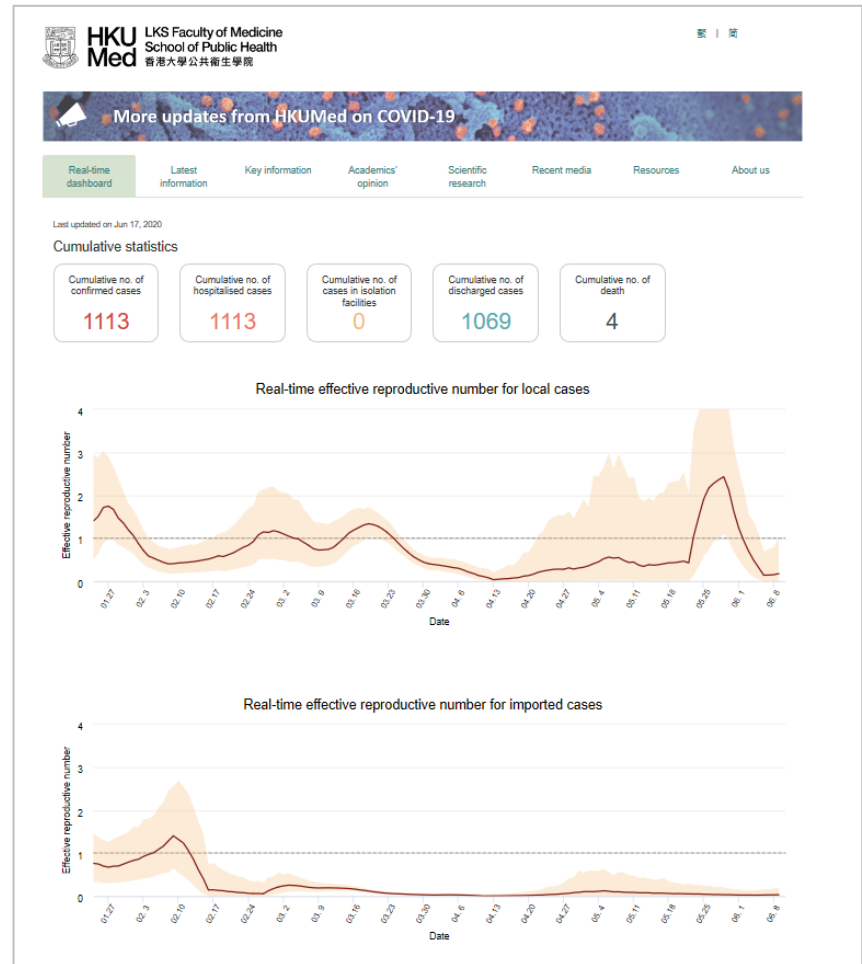 HKU
Med
LKS Faculty of Medicine
School of Public Health
香港大學公共衞生學院
繁 | 简
More updates from HKUMed on COVID-19
Real-time
dashboard
Latest
information
Key information
Academics'
opinion
Scientific
research
Recent media
Resources
About us
Last updated on Jun 17, 2020
Cumulative statistics
Cumulative no. of
confirmed cases
1113
Cumulative no. of
hospitalised cases
1113
Cumulative no. of
cases in isolation
facilities
0
Cumulative no. of
discharged cases
1069
Cumulative no. of
death
4
Real-time effective reproductive number for local cases
Effective reproductive number
4
3
2
1
0
01.27 02. 3 02.10 02.17 02.24 03. 2 03. 9 03.16 03.23 03.30 04. 6 04.13 04.20 04.27 05. 4 05.11 05.18 05.25 06. 1 06. 8
Date
Real-time effective reproductive number for imported cases
Effective reproductive number
4
3
2
1
0
01.27 02. 3 02.10 02.17 02.24 03. 2 03. 9 03.16 03.23 03.30 04. 6 04.13 04.20 04.27 05. 4 05.11 05.18 05.25 06. 1 06. 8
Date